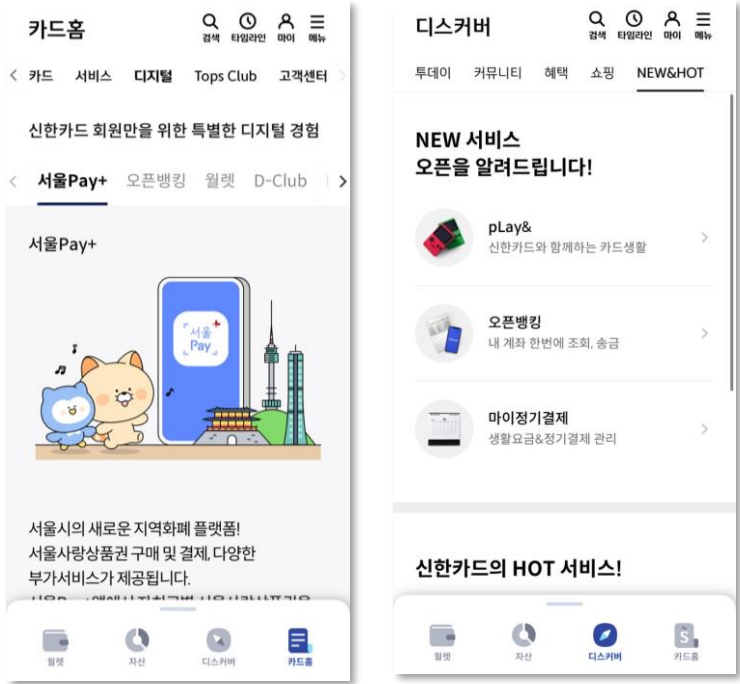 카드홈
검색 타임라인 마이 메뉴
카드 서비스 디지털 Tops Club 고객센터
신한카드 회원만을 위한 특별한 디지털 경험
서울Pay+ 오픈뱅킹 월렛 D-Club
서울Pay+
서울
Pay
서울시의 새로운 지역화폐 플랫폼!
서울사랑상품권 구매 및 결제, 다양한
부가서비스가 제공됩니다.
월렛 자산 디스커버 카드홈
디스커버
검색 타임라인 마이 메뉴
투데이 커뮤니티 혜택 쇼핑 NEW&HOT
NEW 서비스
오픈을 알려드립니다!
pLay&
신한카드와 함께하는 카드생활
오픈뱅킹
내 계좌 한번에 조회, 송금
마이정기결제
생활요금&정기결제 관리
신한카드의 HOT 서비스!
월렛 자산 디스커버 카드홈